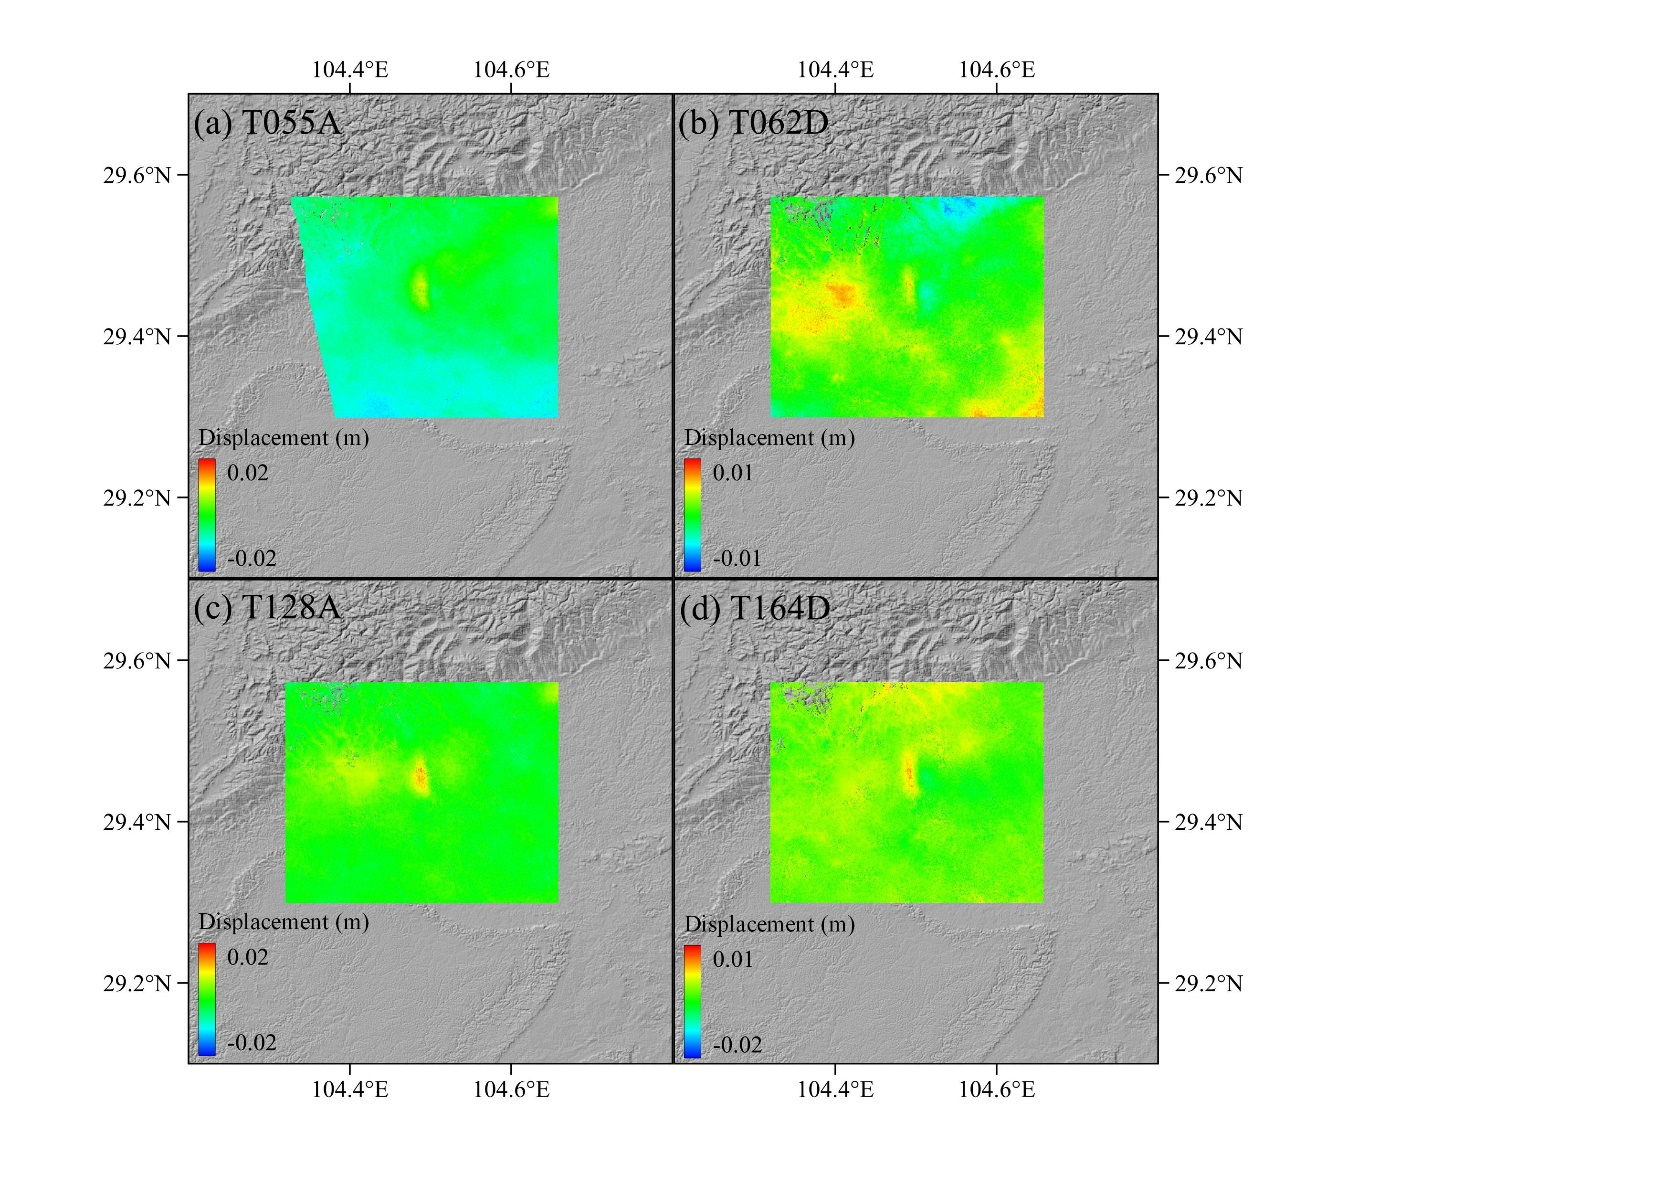 104.4°E 104.6°E 104.4°E 104.6°E
(a) T055A (b) T062D
29.6°N 29.6°N
29.4°N 29.4°N
Displacement (m) Displacement (m)
0.02 0.01
29.2°N 29.2°N
-0.02 -0.01
(c) T128A (d) T164D
29.6°N 29.6°N
29.4°N 29.4°N
Displacement (m) Displacement (m)
0.02 0.01
29.2°N 29.2°N
-0.02 -0.02
104.4°E 104.6°E 104.4°E 104.6°E